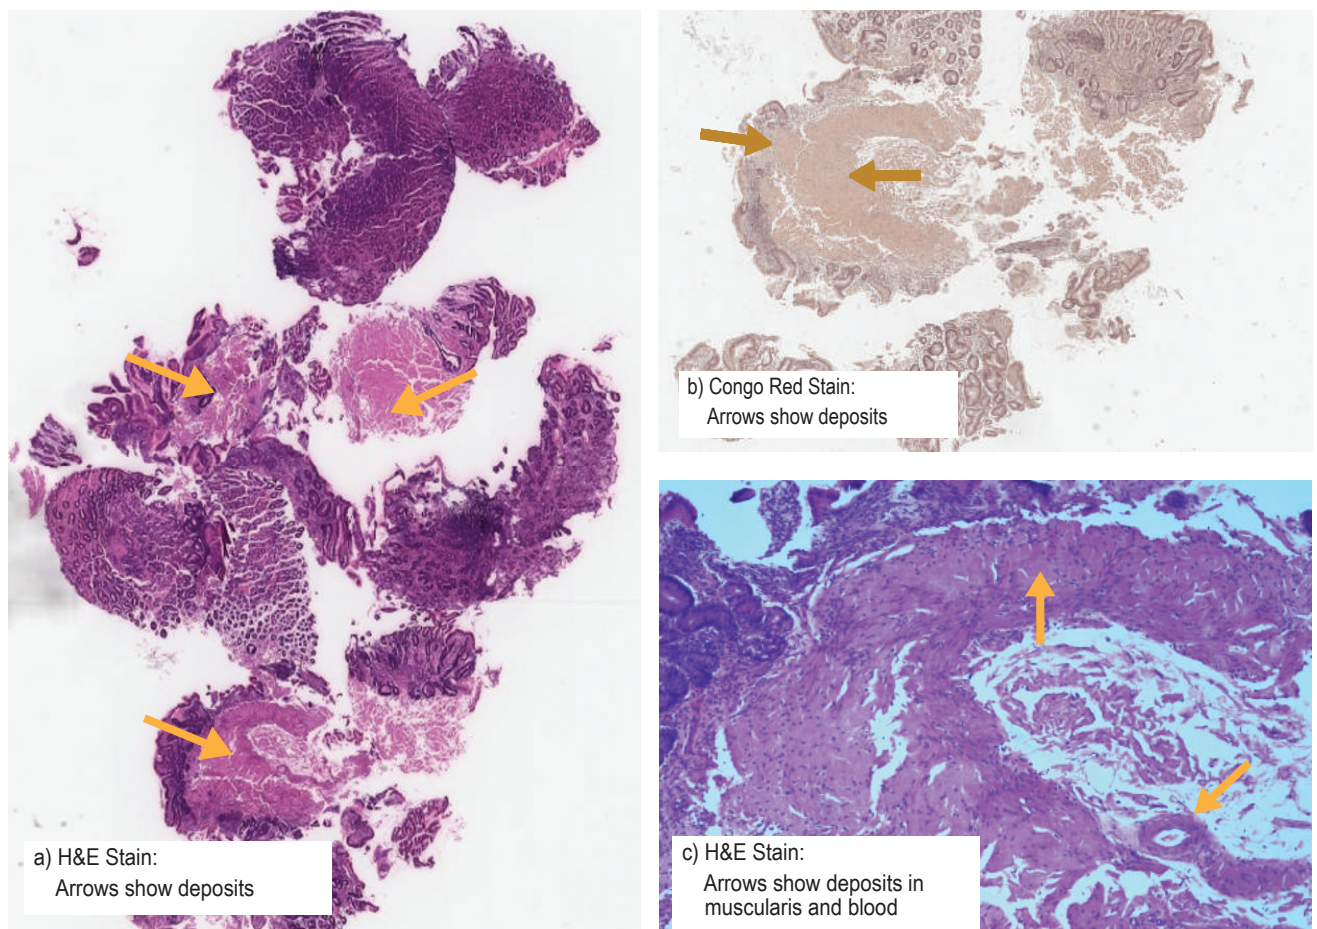 a) H&E Stain:
Arrows show deposits
b) Congo Red Stain:
Arrows show deposits
c) H&E Stain:
Arrows show deposits in
muscularis and blood